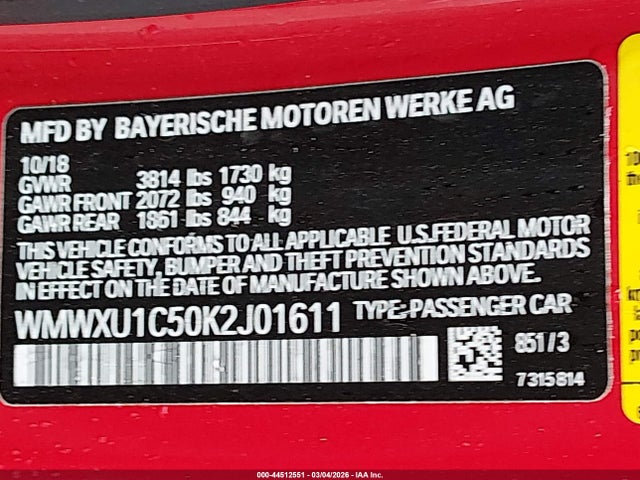 MFD BY BAYERISCHE MOTOREN WERKE AG
10/18
GVWR 3814 lbs 1730 kg
GAWR FRONT 2072 lbs 940 kg
GAWR REAR 1861 lbs 844 kg
THIS VEHICLE CONFORMS TO ALL APPLICABLE U.S.FEDERAL MOTOR
VEHICLE SAFETY, BUMPER AND THEFT PREVENTION STANDARDS
IN EFFECT ON THE DATE OF MANUFACTURE SHOWN ABOVE.
WMWXU1C50K2J01611 TYPE:PASSENGER CAR
851/3
7315814
000-44512551 - 03/04/2026 - IAA Inc.